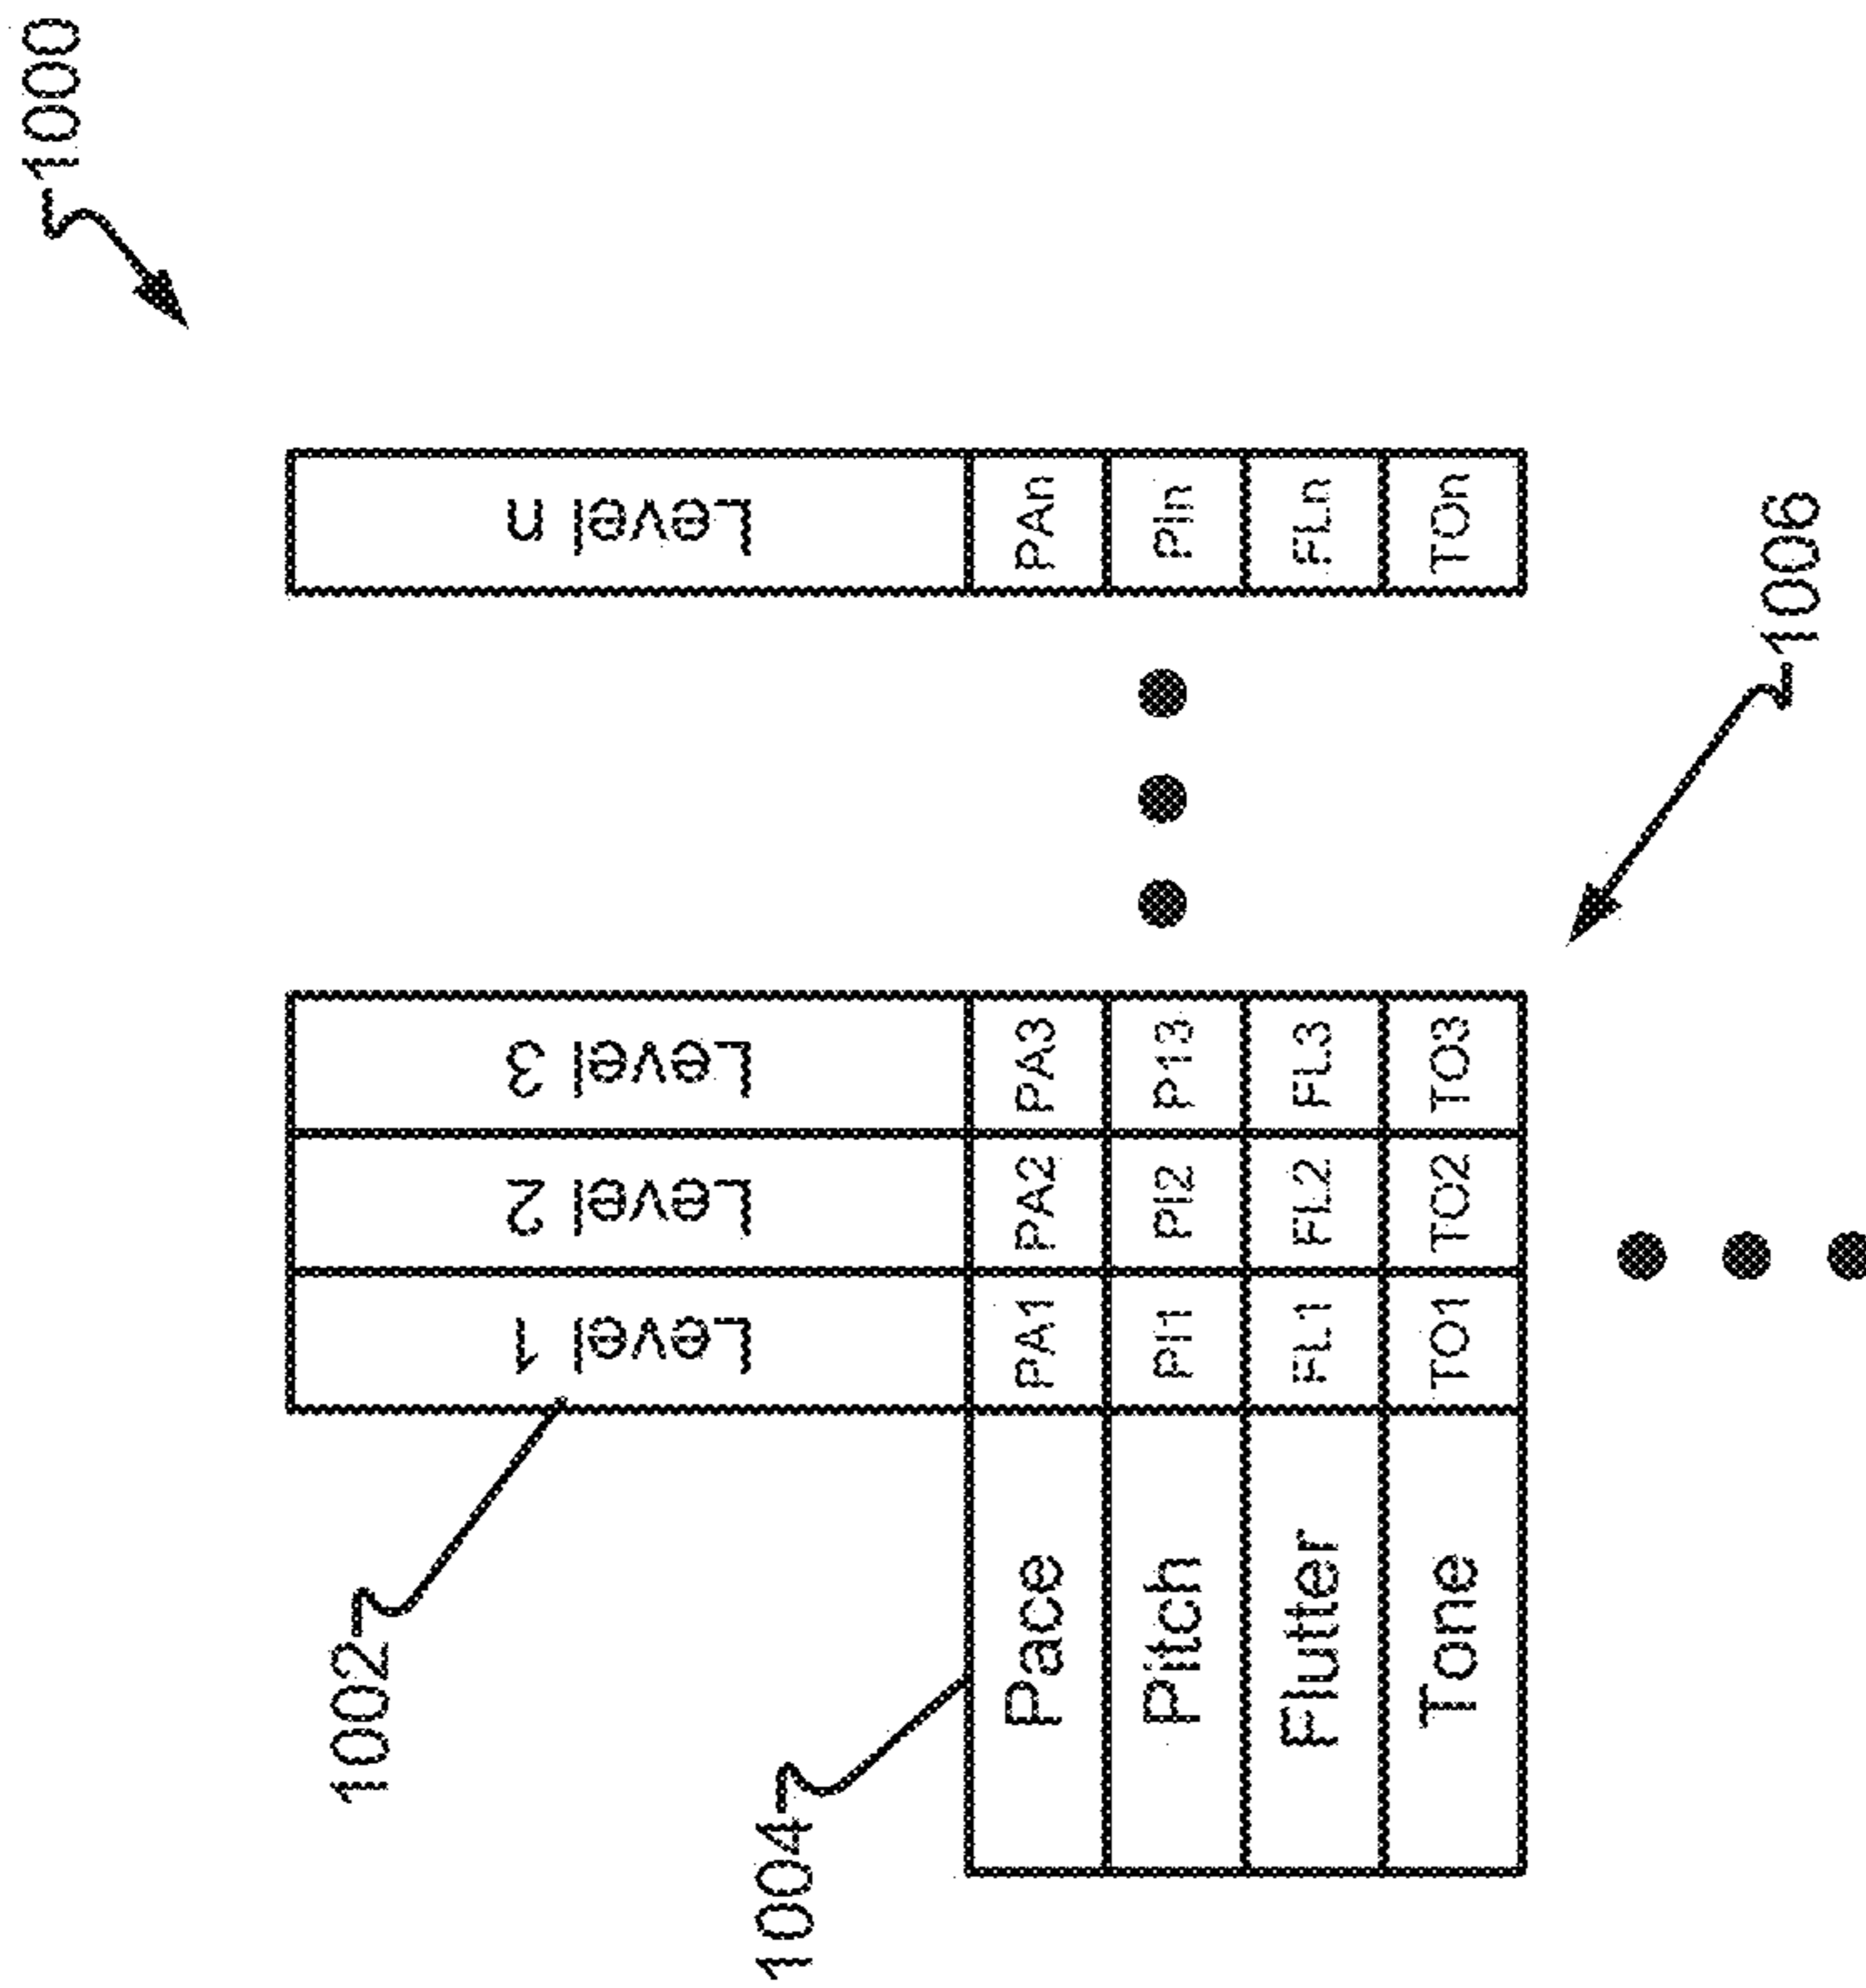 1000
1002
Level 1
Level 2
Level 3
Level n
1004
Pace PA1 PA2 PA3 PAn
Pitch PI1 PI2 P13 PIn
Flutter FL1 FL2 FL3 FLn
Tone TO1 TO2 TO3 TOn
1006